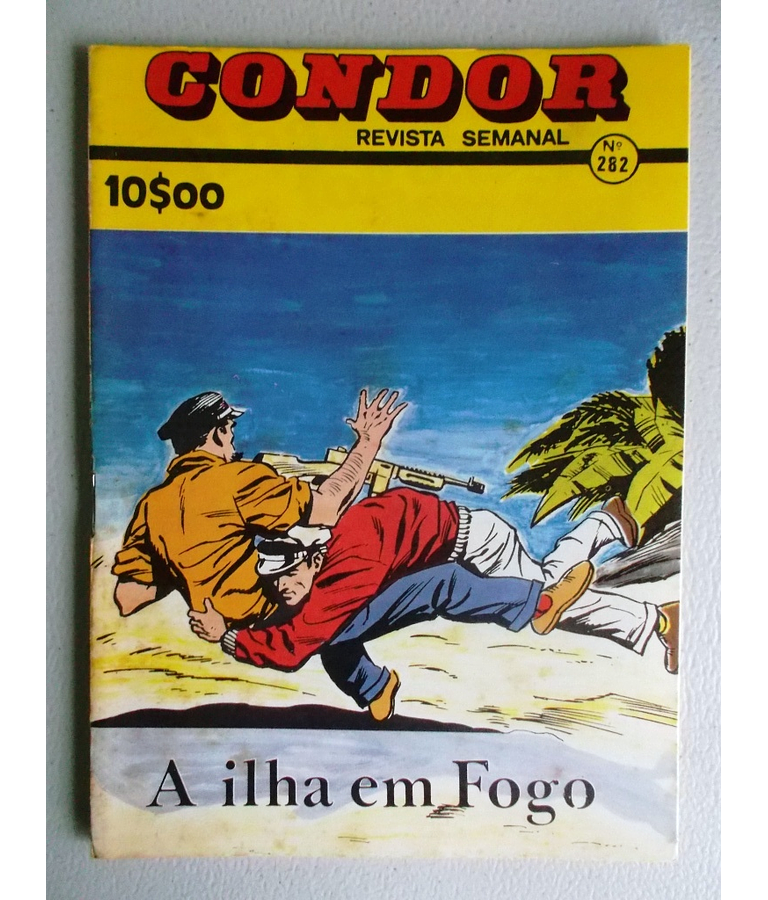 CONDOR
REVISTA SEMANAL
Nº
282
10$00
A ilha em Fogo